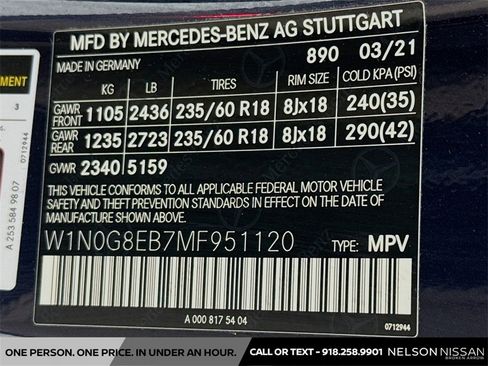 MFD BY MERCEDES-BENZ AG STUTTGART
MADE IN GERMANY 890 03/21
KG LB TIRES RIM SIZE COLD KPA(PSI)
GAWR FRONT 1105 2436 235/60 R18 8Jx18 240(35)
GAWR REAR 1235 2723 235/60 R18 8Jx18 290(42)
GVWR 2340 5159
THIS VEHICLE CONFORMS TO ALL APPLICABLE FEDERAL MOTOR VEHICLE
SAFETY AND THEFT PREVENTION STANDARDS IN EFFECT ON THE DATE
OF MANUFACTURE SHOWN ABOVE.
W1N0G8EB7MF951120 TYPE: MPV
A 000 817 54 04
0712944
3
0712944
A 253 584 98 07
ONE PERSON. ONE PRICE. IN UNDER AN HOUR. CALL OR TEXT - 918.258.9901 NELSON NISSAN
BROKEN ARROW